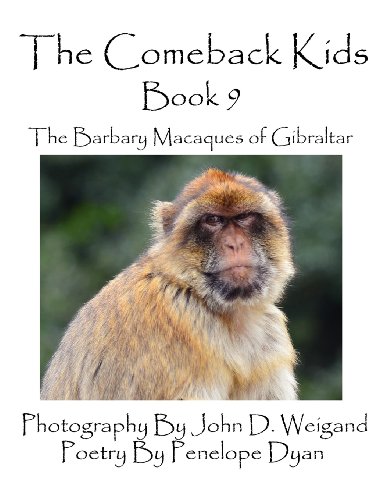 The Comeback Kids
Book 9
The Barbary Macaques of Gibraltar
Photography By John D. Weigand
Poetry By Penelope Dyan